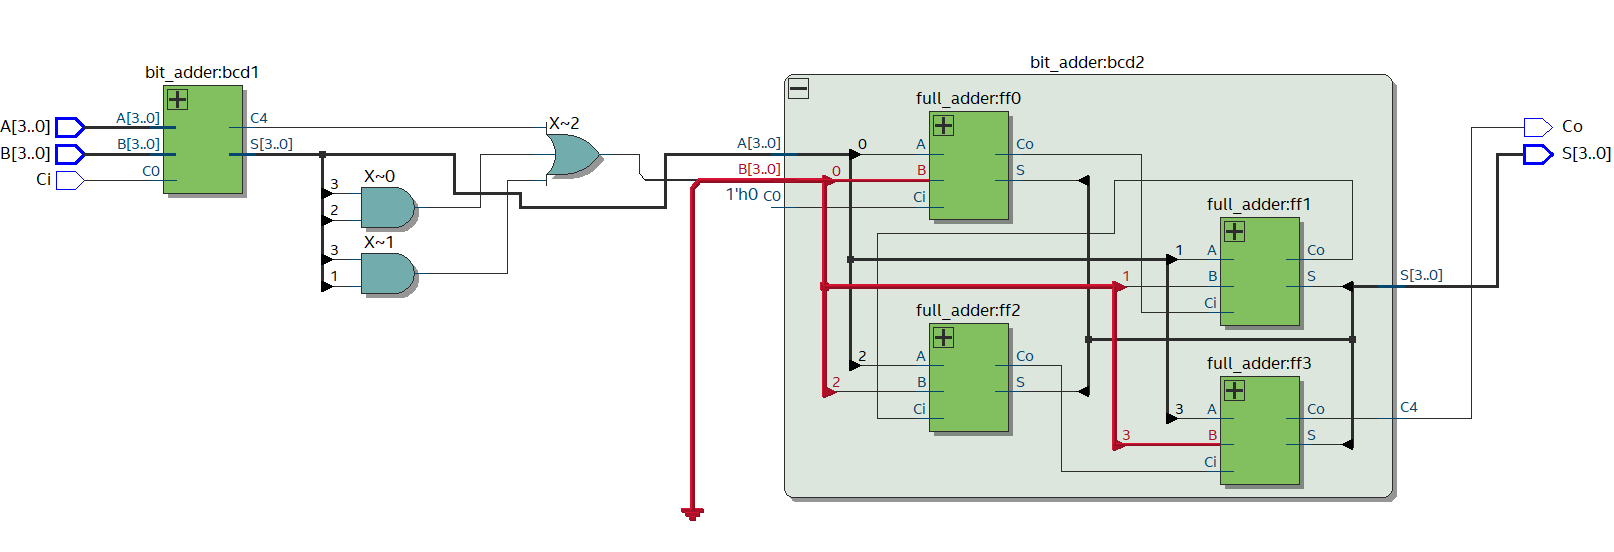 bit_adder:bcd1
A[3..0]
B[3..0]
Ci
A[3..0]
B[3..0]
C0
C4
S[3..0]
X~0
3
2
X~1
3
1
X~2
bit_adder:bcd2
A[3..0]
B[3..0]
1'h0 C0
full_adder:ff0
0
A
0
B
Ci
Co
S
full_adder:ff1
1
A
1
B
Ci
Co
S
full_adder:ff2
2
A
2
B
Ci
Co
S
full_adder:ff3
3
A
3
B
Ci
Co
S
S[3..0]
C4
Co
S[3..0]